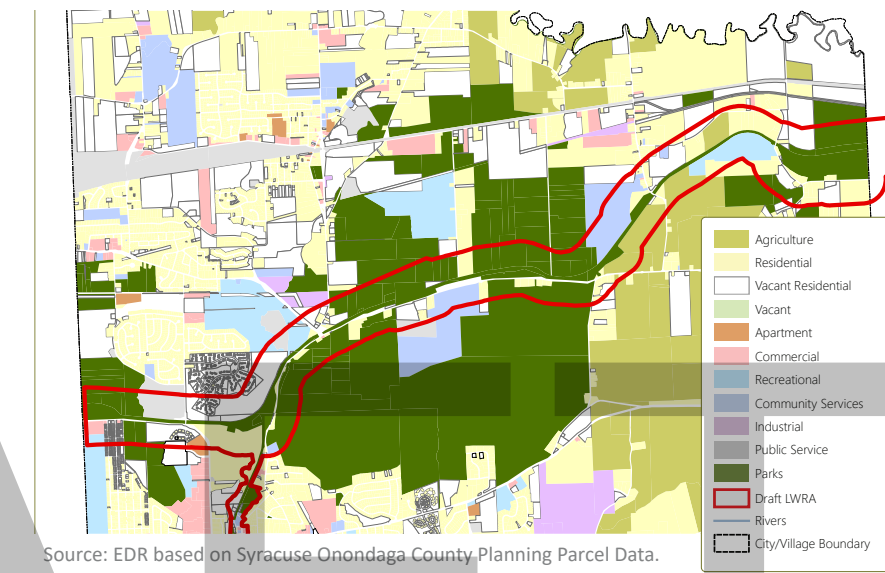 Agriculture
Residential
Vacant Residential
Vacant
Apartment
Commercial
Recreational
Community Services
Industrial
Public Service
Parks
Draft LWRA
Rivers
City/Village Boundary
Source: EDR based on Syracuse Onondaga County Planning Parcel Data.